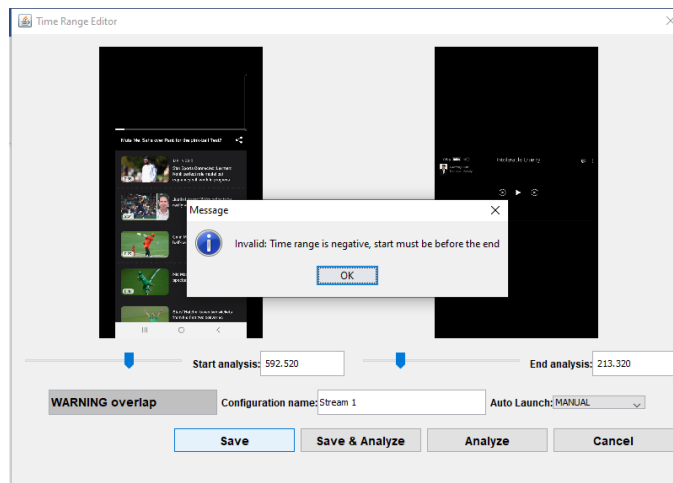 Time Range Editor
Message
Invalid: Time range is negative, start must be before the end
OK
Start analysis: 592.520
End analysis: 213.320
WARNING overlap
Configuration name: Stream 1
Auto Launch: MANUAL
Save
Save & Analyze
Analyze
Cancel